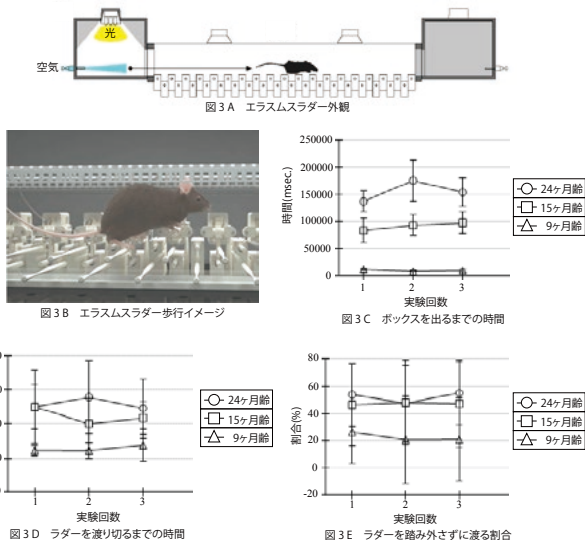 光
空気
図3A エラスムスラダー外観
図3B エラスムスラダー歩行イメージ
250000
200000
150000
100000
50000
0
時間(msec.)
1 2 3
実験回数
24ヶ月齢
15ヶ月齢
9ヶ月齢
図3C ボックスを出るまでの時間
1 2 3
実験回数
24ヶ月齢
15ヶ月齢
9ヶ月齢
図3D ラダーを渡り切るまでの時間
80
60
40
20
0
-20
割合(%)
1 2 3
実験回数
24ヶ月齢
15ヶ月齢
9ヶ月齢
図3E ラダーを踏み外さずに渡る割合